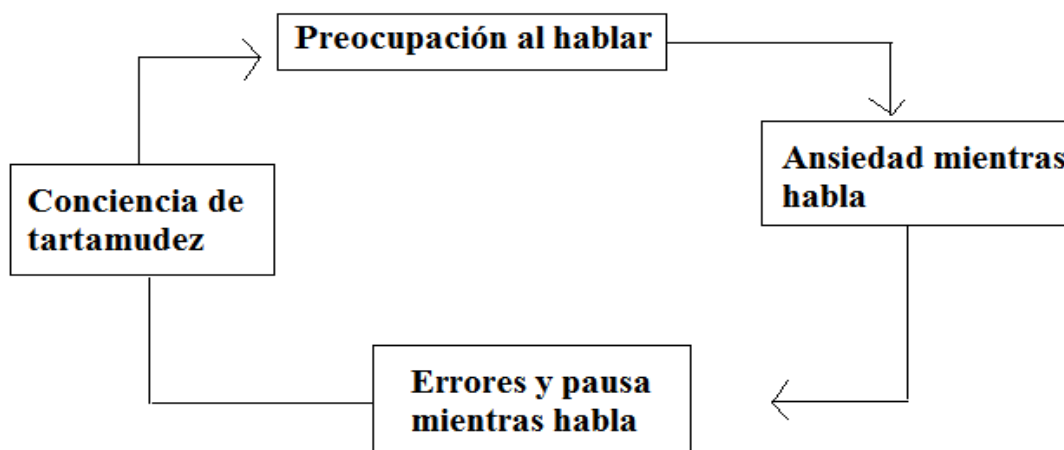 Preocupación al hablar
Ansiedad mientras
habla
Conciencia de
tartamudez
Errores y pausa
mientras habla